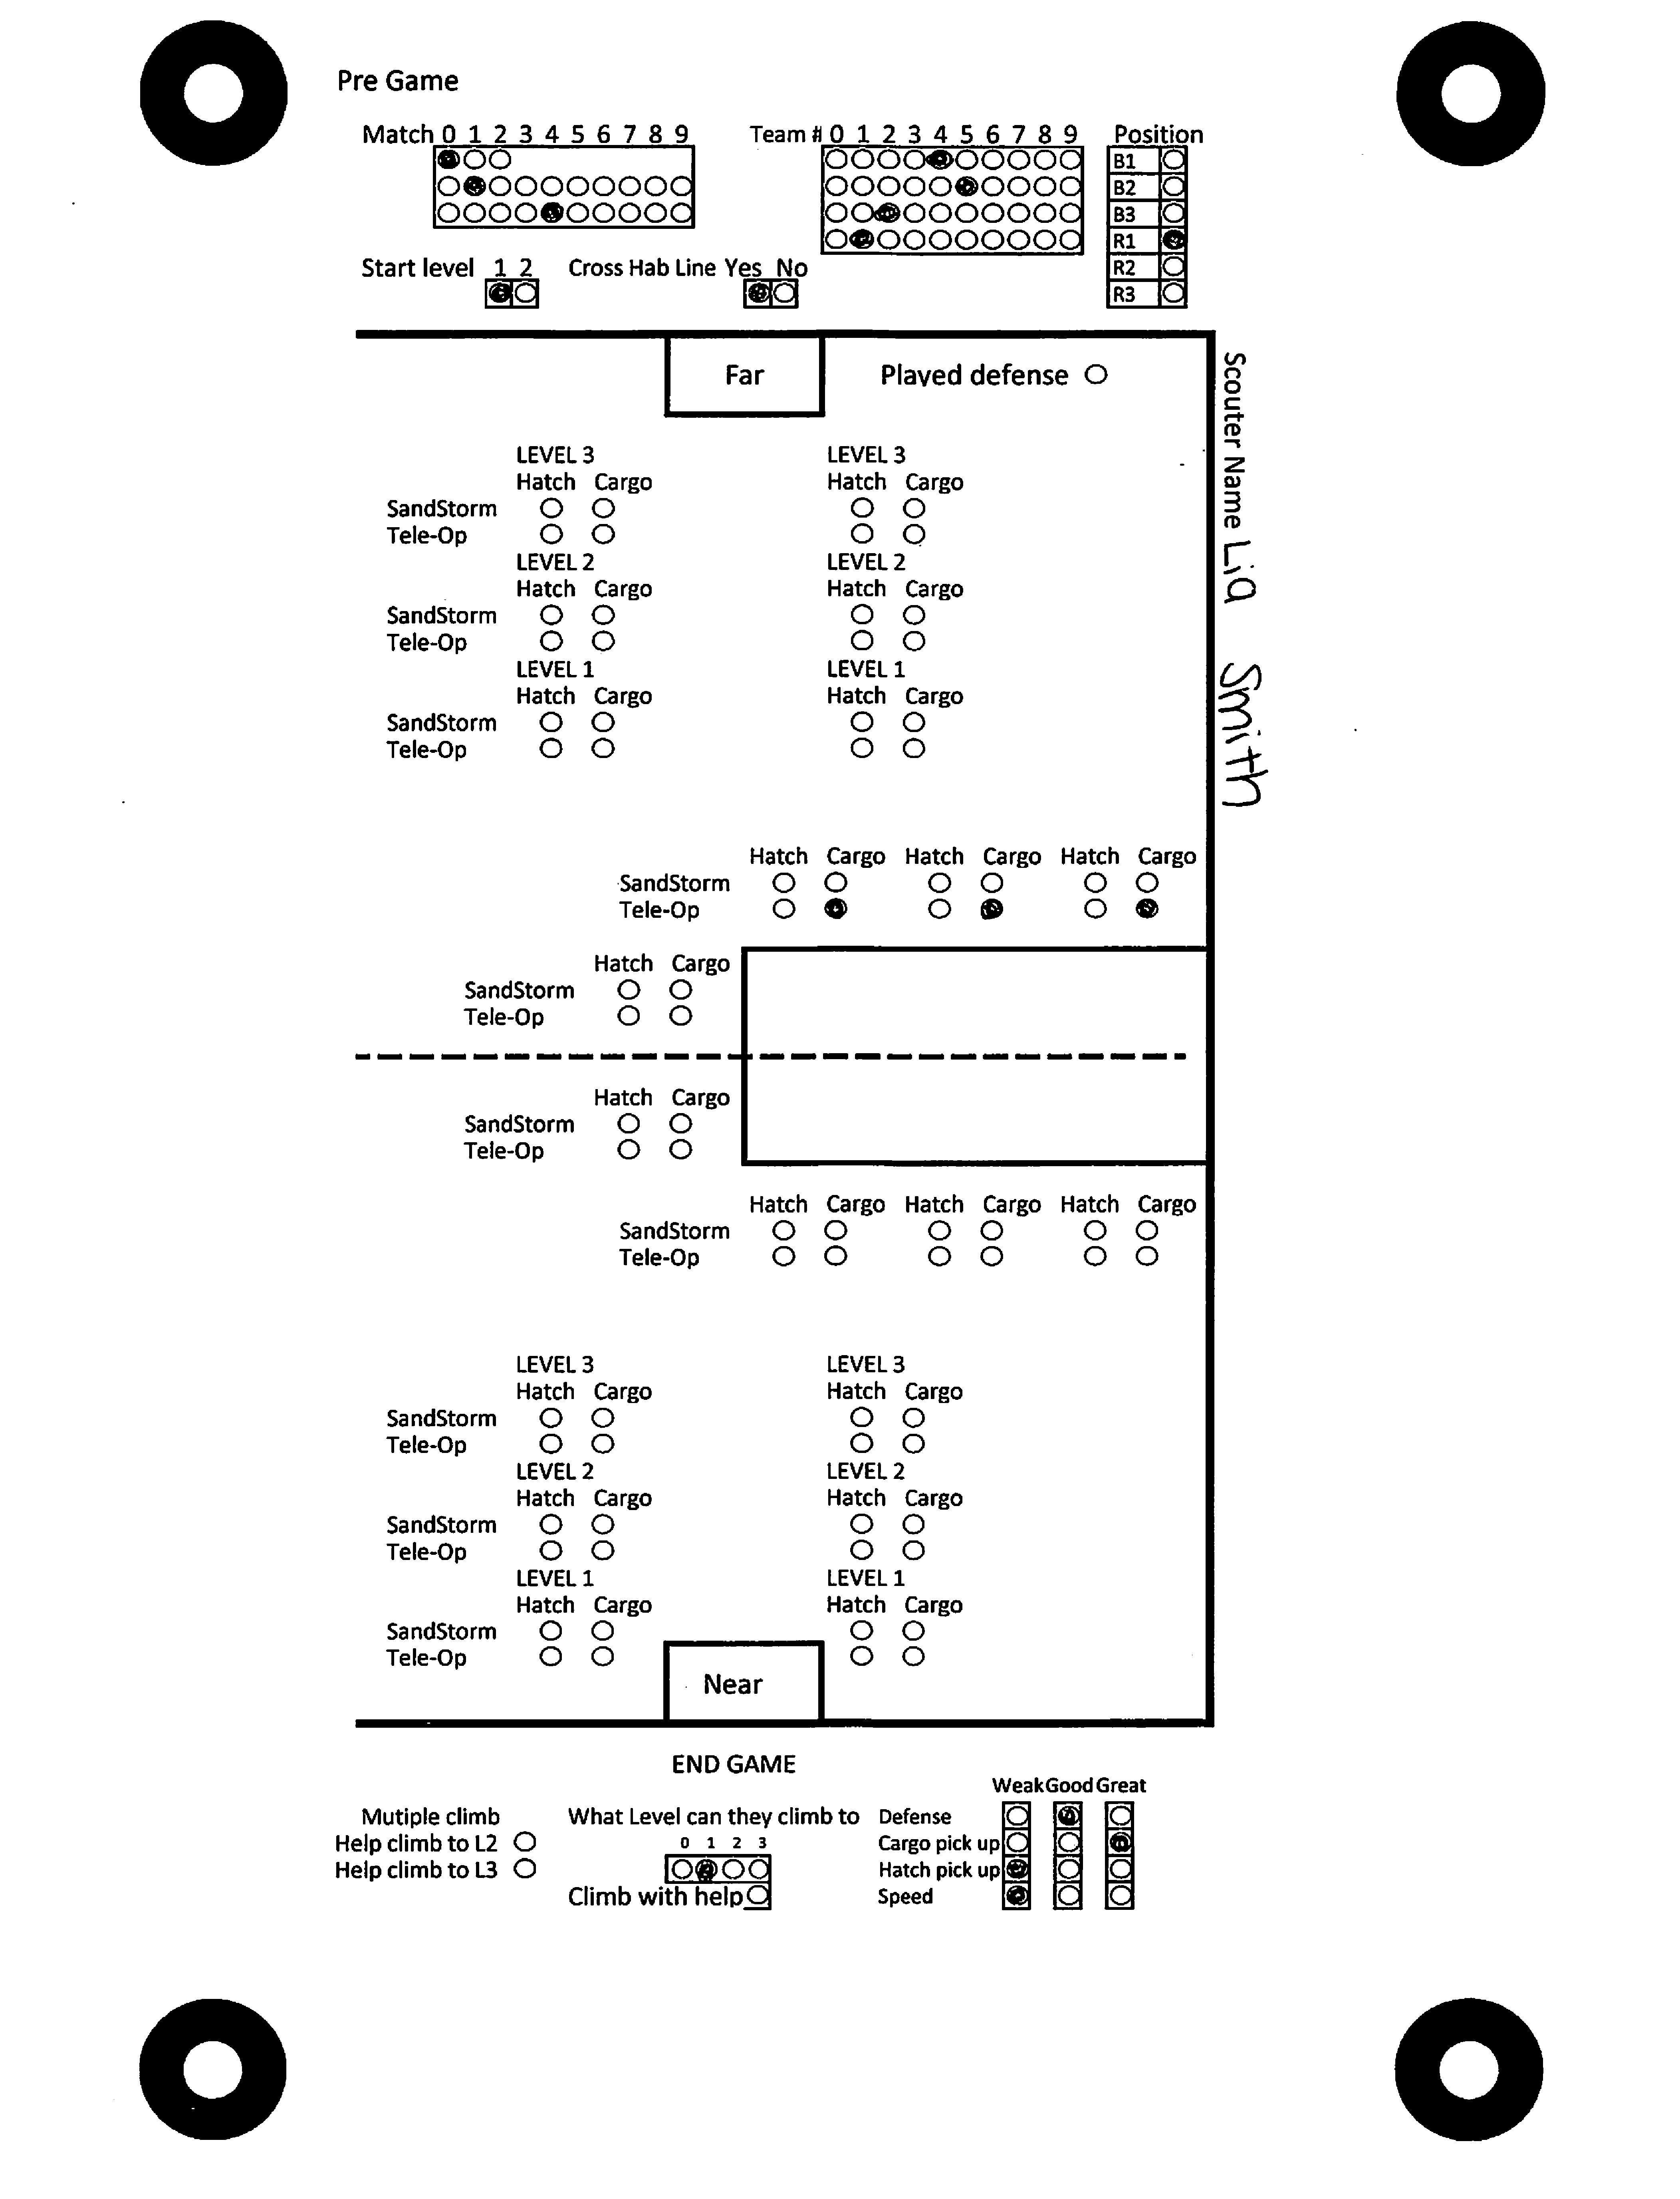 Pre Game
Match 0 1 2 3 4 5 6 7 8 9
Team # 0 1 2 3 4 5 6 7 8 9
Position
B1
B2
B3
R1
R2
R3
Start level 1 2
Cross Hab Line Yes No
Far
Played defense
Scouter Name Lia Smith
LEVEL 3 LEVEL 3
Hatch Cargo Hatch Cargo
SandStorm
Tele-Op
LEVEL 2 LEVEL 2
Hatch Cargo Hatch Cargo
SandStorm
Tele-Op
LEVEL 1 LEVEL 1
Hatch Cargo Hatch Cargo
SandStorm
Tele-Op
Hatch Cargo Hatch Cargo Hatch Cargo
SandStorm
Tele-Op
Hatch Cargo
SandStorm
Tele-Op
Hatch Cargo
SandStorm
Tele-Op
Hatch Cargo Hatch Cargo Hatch Cargo
SandStorm
Tele-Op
LEVEL 3 LEVEL 3
Hatch Cargo Hatch Cargo
SandStorm
Tele-Op
LEVEL 2 LEVEL 2
Hatch Cargo Hatch Cargo
SandStorm
Tele-Op
LEVEL 1 LEVEL 1
Hatch Cargo Hatch Cargo
SandStorm
Tele-Op
Near
END GAME
Mutiple climb
Help climb to L2
Help climb to L3
What Level can they climb to
0 1 2 3
Climb with help
Weak Good Great
Defense
Cargo pick up
Hatch pick up
Speed